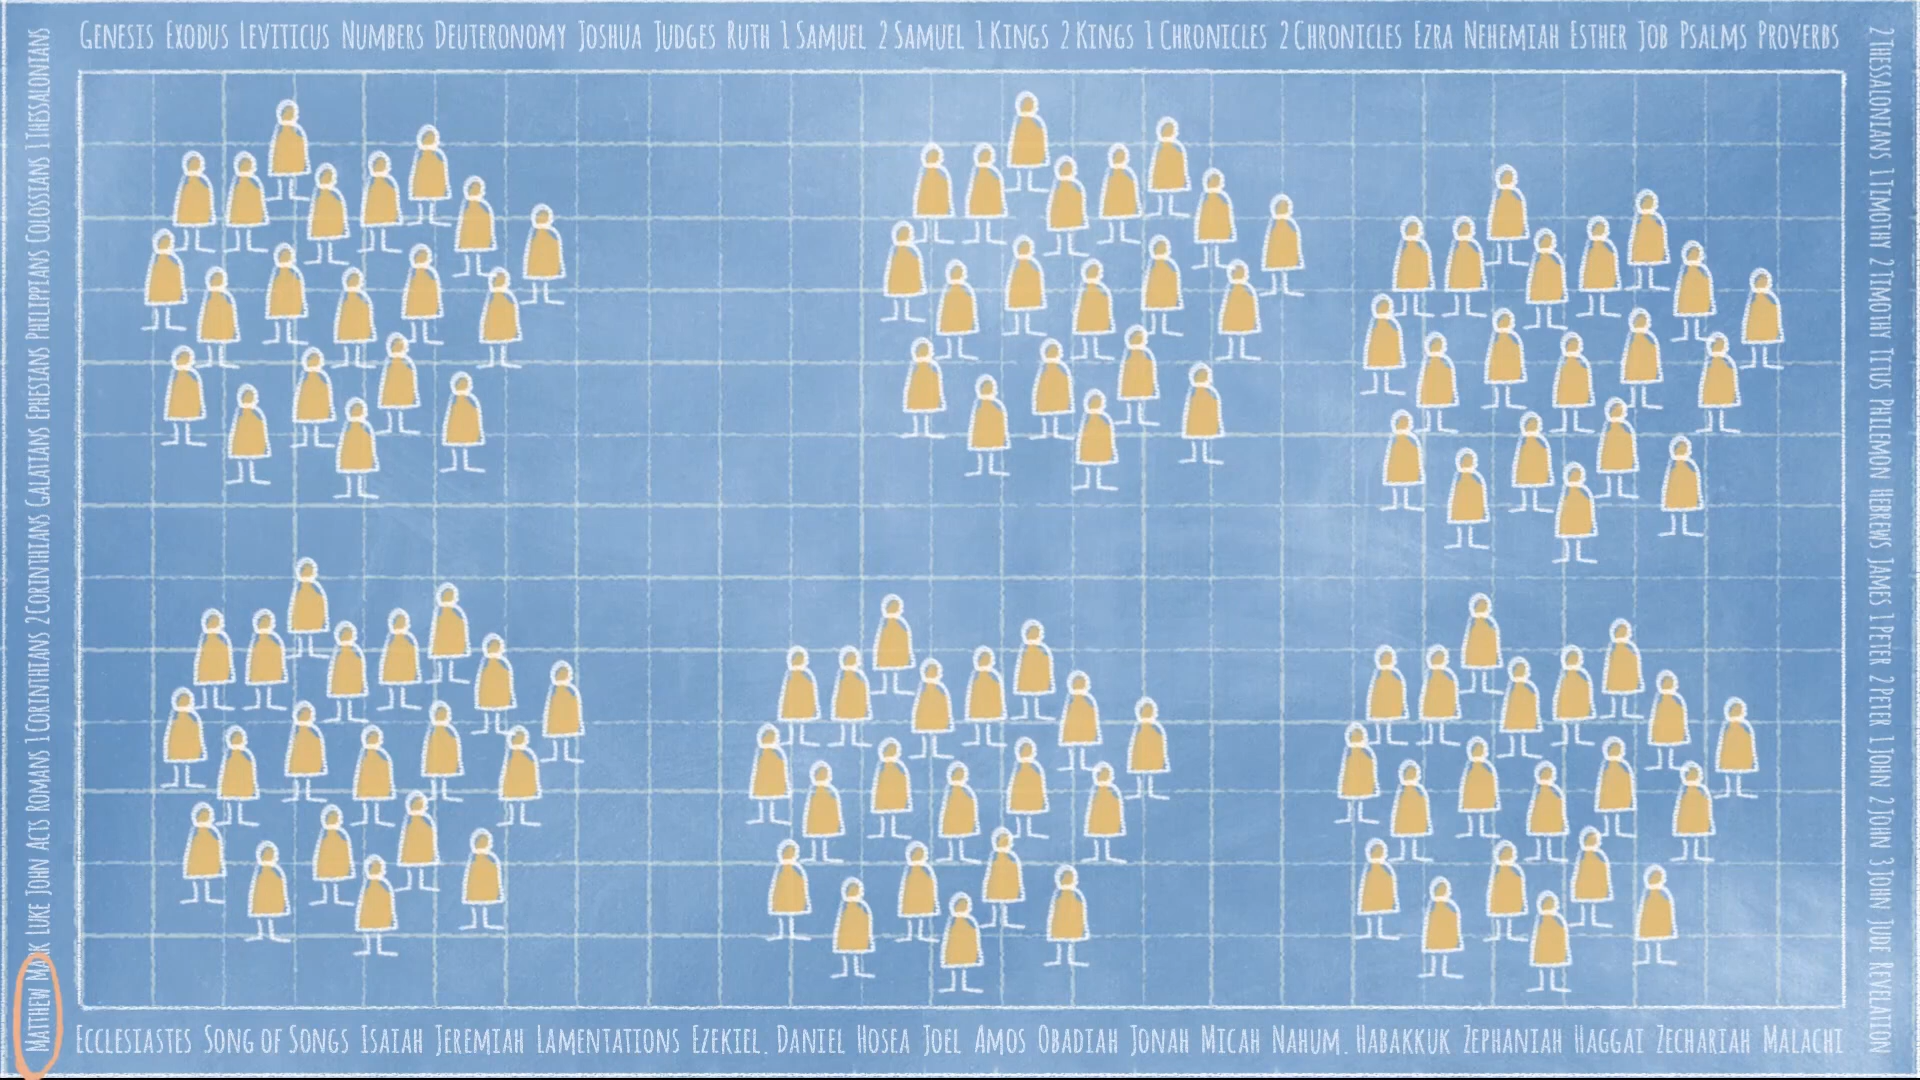 GENESIS EXODUS LEVITICUS NUMBERS DEUTERONOMY JOSHUA JUDGES RUTH 1 SAMUEL 2 SAMUEL 1 KINGS 2 KINGS 1 CHRONICLES 2 CHRONICLES EZRA NEHEMIAH ESTHER JOB PSALMS PROVERBS
ECCLESIASTES SONG OF SONGS ISAIAH JEREMIAH LAMENTATIONS EZEKIEL. DANIEL HOSEA JOEL AMOS OBADIAH JONAH MICAH NAHUM. HABAKKUK ZEPHANIAH HAGGAI ZECHARIAH MALACHI
MATTHEW MAK LUKE JOHN ACTS ROMANS 1 CORINTHIANS 2 CORINTHIANS GALATIANS EPHESIANS PHILIPPIANS COLOSSIANS 1 THESSALONIANS
2 THESSALONIANS 1 TIMOTHY 2 TIMOTHY TITUS PHILEMON HEBREWS JAMES 1 PETER 2 PETER 1 JOHN 2 JOHN 3 JOHN JUDE REVELATION